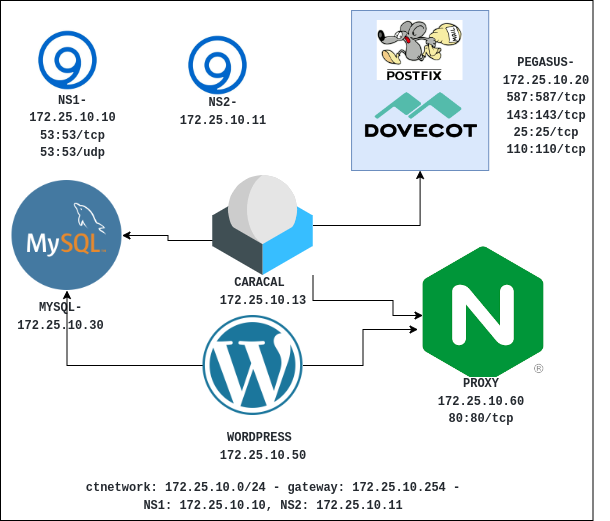 NS1-
172.25.10.10
53:53/tcp
53:53/udp
NS2-
172.25.10.11
POSTFIX
DOVECOT
PEGASUS-
172.25.10.20
587:587/tcp
143:143/tcp
25:25/tcp
110:110/tcp
MySQL
MYSQL-
172.25.10.30
CARACAL
172.25.10.13
N
®
PROXY
172.25.10.60
80:80/tcp
W
WORDPRESS
172.25.10.50
ctnetwork: 172.25.10.0/24 - gateway: 172.25.10.254 -
NS1: 172.25.10.10, NS2: 172.25.10.11